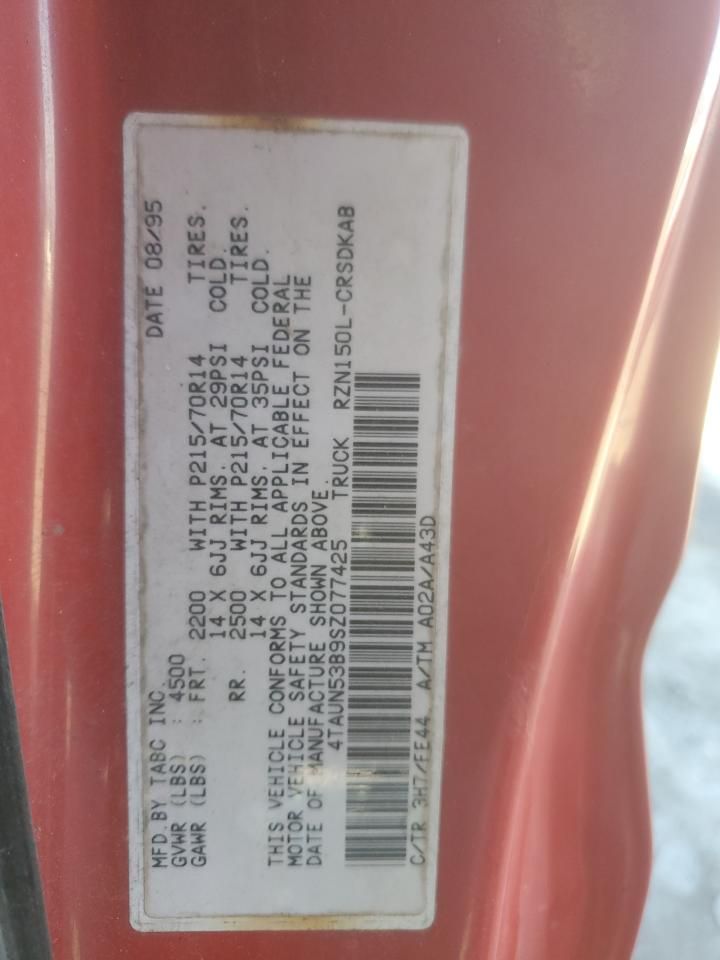 MFD.BY TABC INC. DATE 08/95
GVWR (LBS) : 4500
GAWR (LBS) : FRT. 2200 WITH P215/70R14 TIRES.
14 X 6JJ RIMS. AT 29PSI COLD.
RR. 2500 WITH P215/70R14 TIRES.
14 X 6JJ RIMS. AT 35PSI COLD.
THIS VEHICLE CONFORMS TO ALL APPLICABLE FEDERAL
MOTOR VEHICLE SAFETY STANDARDS IN EFFECT ON THE
DATE OF MANUFACTURE SHOWN ABOVE.
4TAUN53B9SZ077425 TRUCK RZN150L-CRSDKAB
C/TR 3H7/FE44 A/TM A02A/A43D